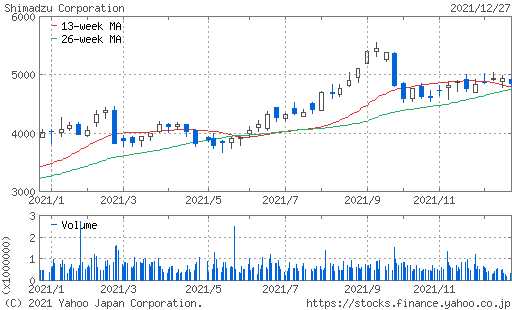 Shimadzu Corporation 2021/12/27
6000
13-week MA
26-week MA
5000
4000
3000
2021/1 2021/3 2021/5 2021/7 2021/9 2021/11
3
Volume
2
1
0
(x1000000)
2021/1 2021/3 2021/5 2021/7 2021/9 2021/11
(C) 2021 Yahoo Japan Corporation. https://stocks.finance.yahoo.co.jp